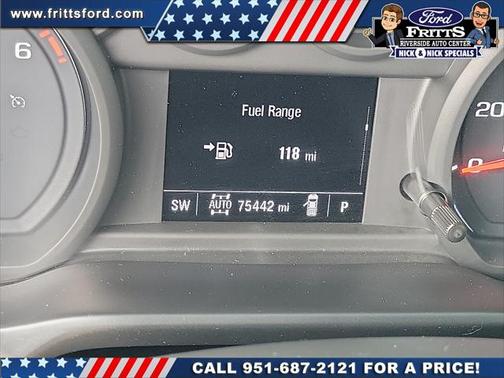 www.frittsford.com
Ford
FRITTS
RIVERSIDE AUTO CENTER
NICK & NICK SPECIALS
6
20
0
Fuel Range
118 mi
SW AUTO 75442 mi P
CALL 951-687-2121 FOR A PRICE!